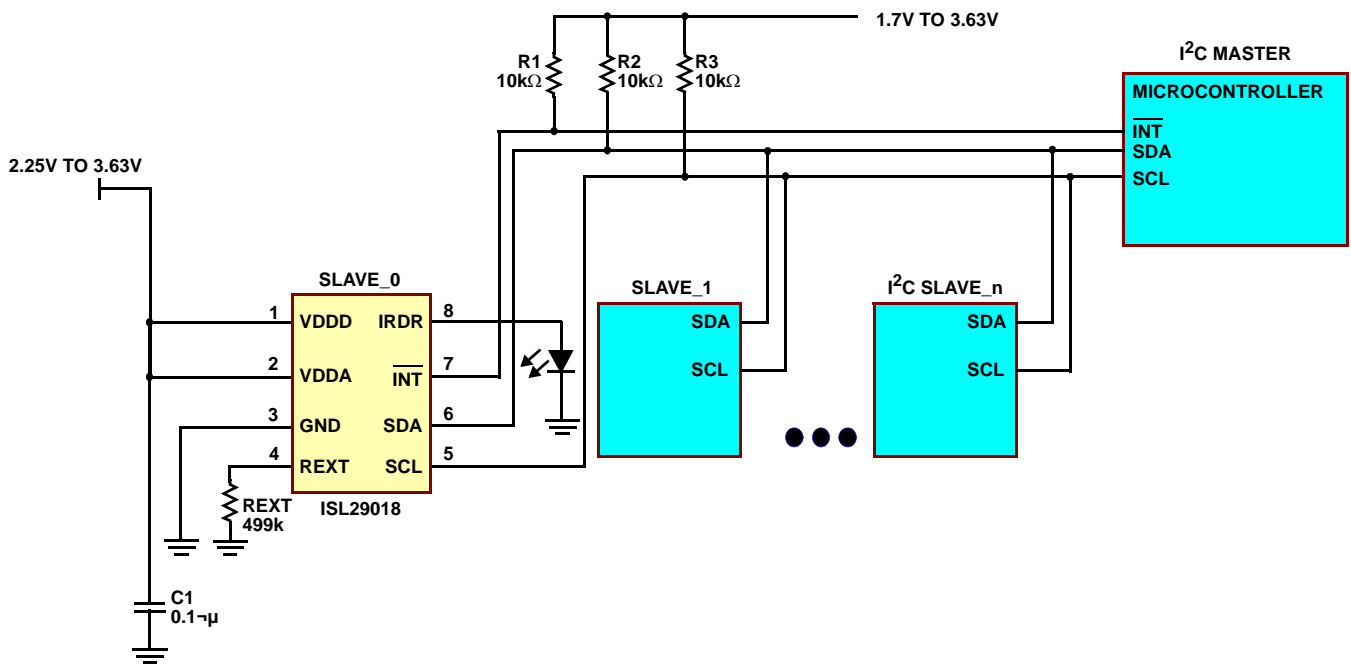 1.7V TO 3.63V
R1
10kΩ
R2
10kΩ
R3
10kΩ
I²C MASTER
MICROCONTROLLER
INT
SDA
SCL
2.25V TO 3.63V
SLAVE_0
1 VDDD IRDR 8
2 VDDA INT 7
3 GND SDA 6
4 REXT SCL 5
ISL29018
REXT
499k
SLAVE_1
SDA
SCL
I²C SLAVE_n
SDA
SCL
C1
0.1¬µ